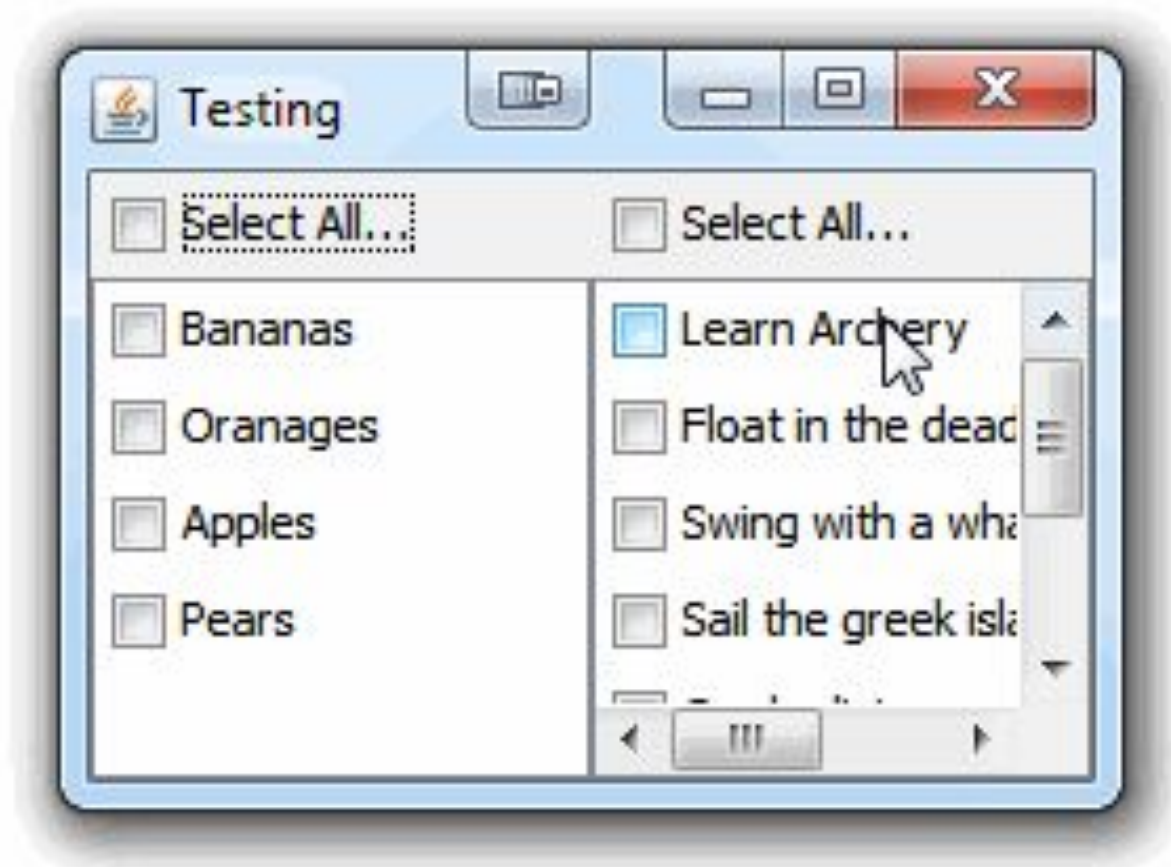 Testing
Select All...
Bananas
Oranages
Apples
Pears
Select All...
Learn Archery
Float in the dead
Swing with a wha
Sail the greek isla